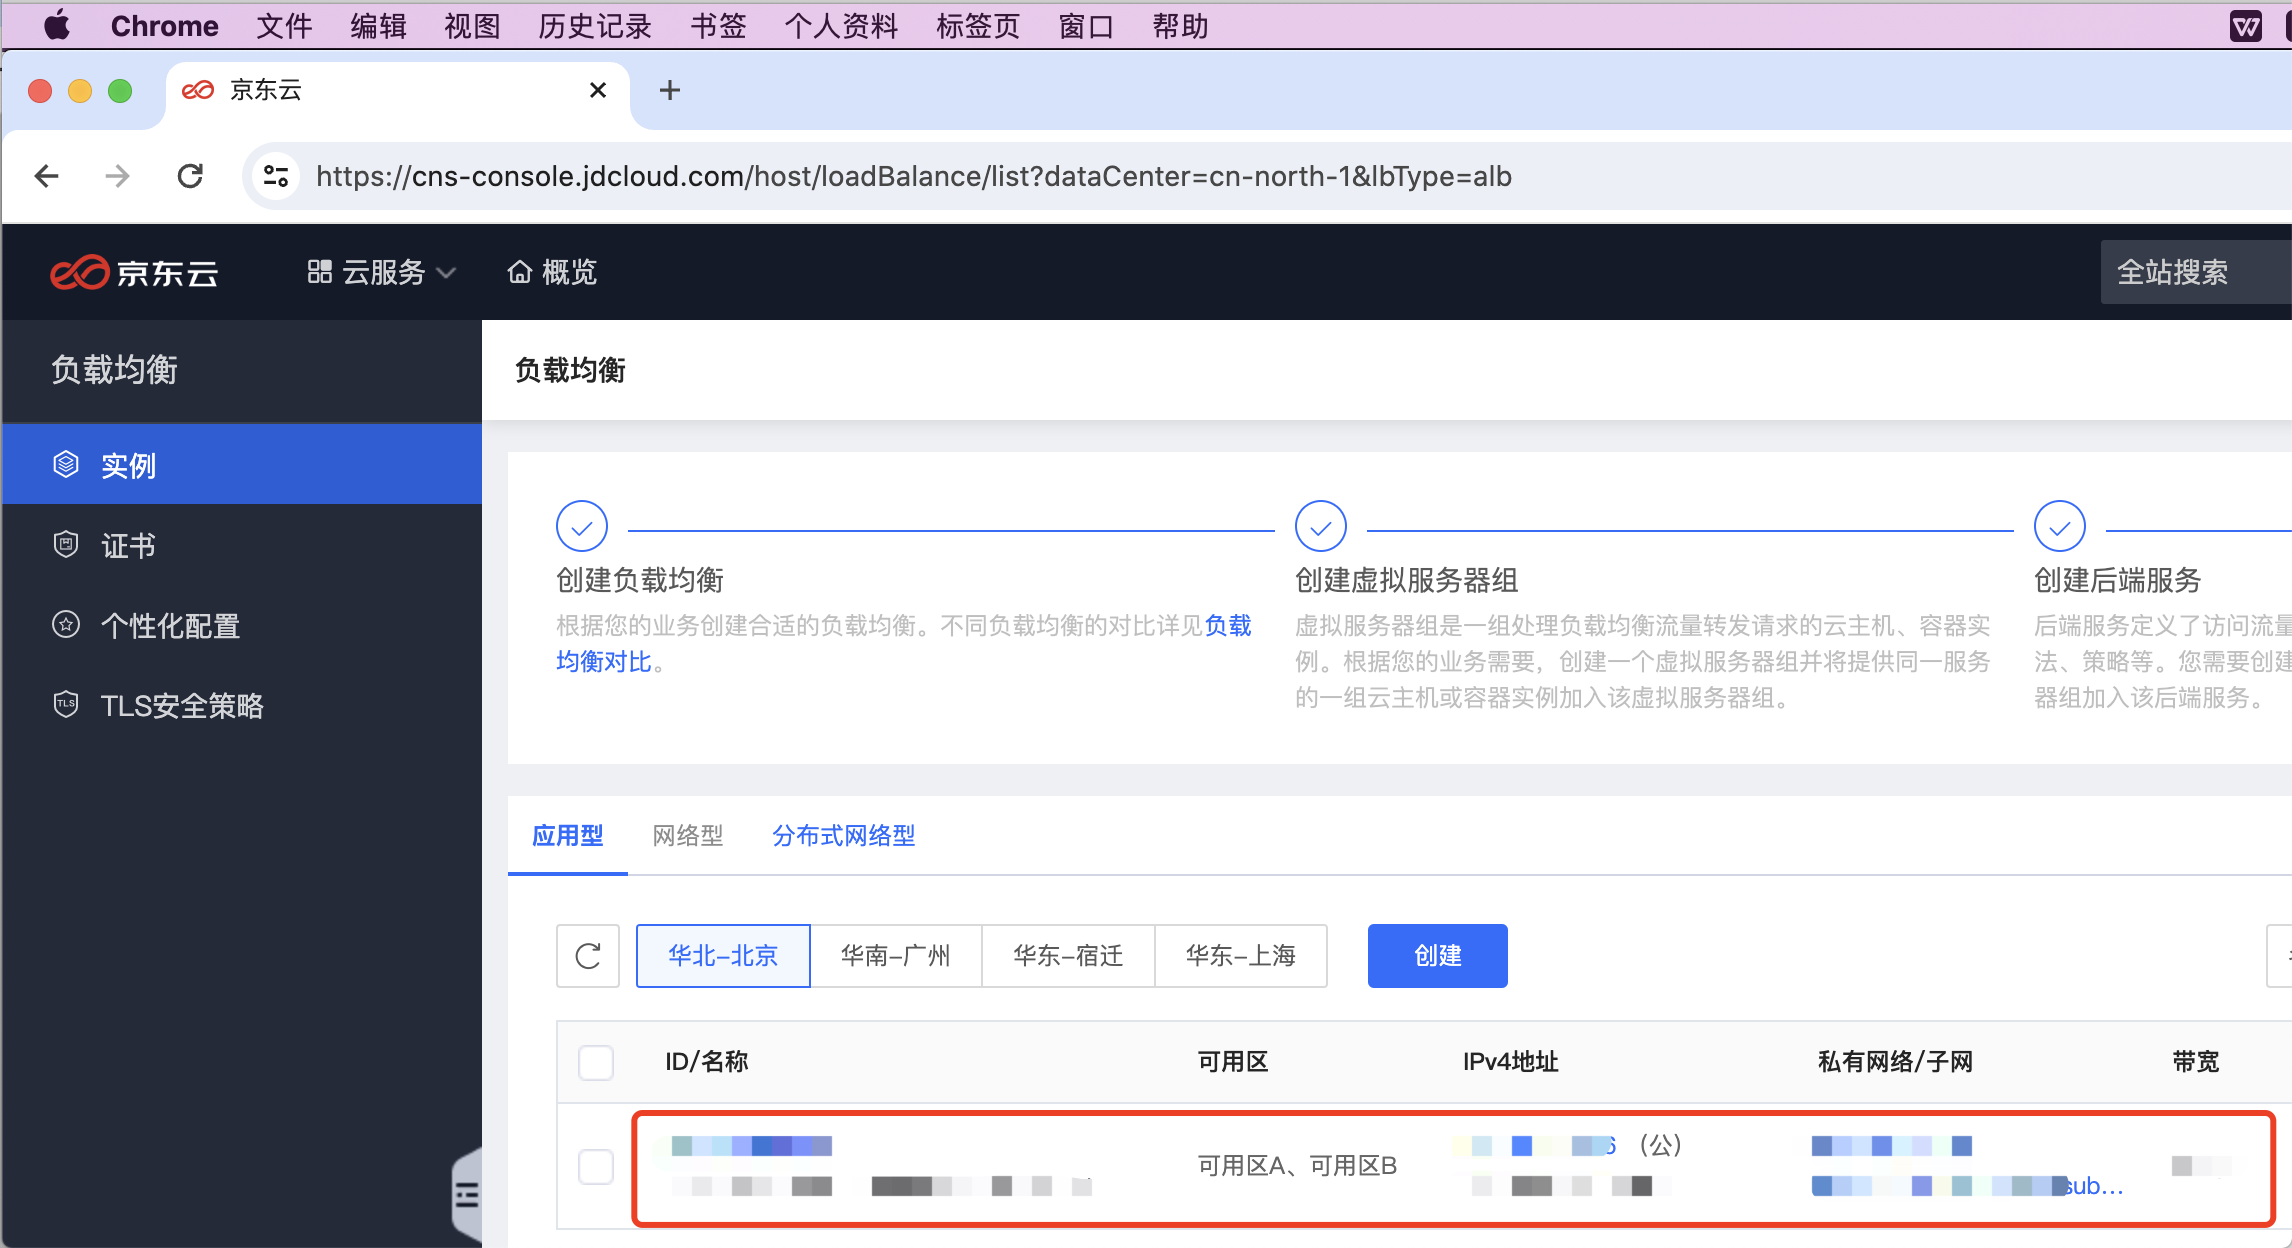 Chrome 文件 编辑 视图 历史记录 书签 个人资料 标签页 窗口 帮助
京东云
https://cns-console.jdcloud.com/host/loadBalance/list?dataCenter=cn-north-1&lbType=alb
京东云 云服务 概览 全站搜索
负载均衡
实例
证书
个性化配置
TLS安全策略
负载均衡
创建负载均衡
根据您的业务创建合适的负载均衡。不同负载均衡的对比详见负载
均衡对比。
创建虚拟服务器组
虚拟服务器组是一组处理负载均衡流量转发请求的云主机、容器实
例。根据您的业务需要，创建一个虚拟服务器组并将提供同一服务
的一组云主机或容器实例加入该虚拟服务器组。
创建后端服务
后端服务定义了访问流量
法、策略等。您需要创建
器组加入该后端服务。
应用型 网络型 分布式网络型
华北-北京 华南-广州 华东-宿迁 华东-上海 创建
ID/名称 可用区 IPv4地址 私有网络/子网 带宽
可用区A、可用区B
6 （公）
sub...